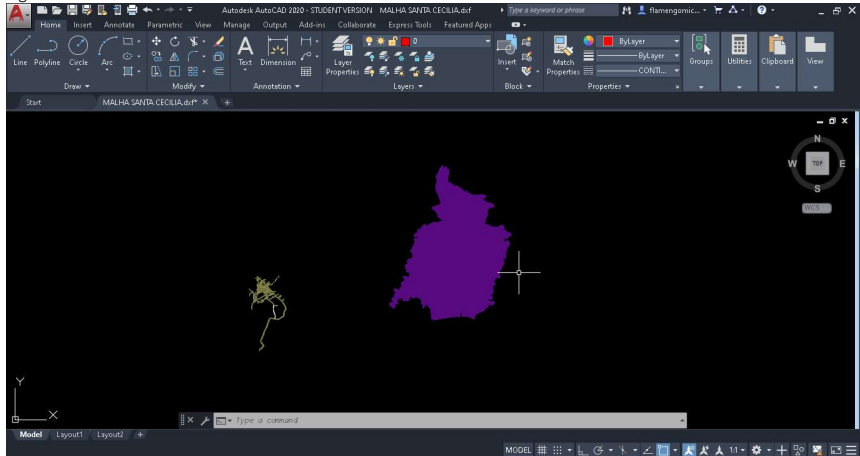 Autodesk AutoCAD 2020 - STUDENT VERSION MALHA SANTA CECILIA.dxf Type a keyword or phrase flamengomic...
Home Insert Annotate Parametric View Manage Output Add-ins Collaborate Express Tools Featured Apps
0 ByLayer
ByLayer
Line Polyline Circle Arc Text Dimension Layer Properties Insert Match Properties CONTI... Groups Utilities Clipboard View
Draw Modify Annotation Layers Block Properties
Start MALHA SANTA CECILIA.dxf* +
N
W TOP E
S
WCS
Y
X
Type a command
Model Layout1 Layout2 +
MODEL 1:1